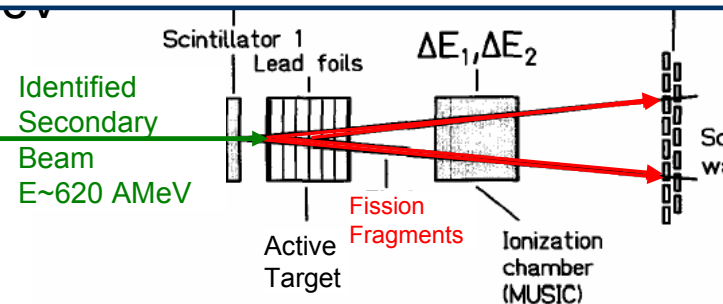 Scintillator 1
Lead foils
ΔE₁,ΔE₂
Identified
Secondary
Beam
E~620 AMeV
Fission
Fragments
Active
Target
Ionization
chamber
(MUSIC)